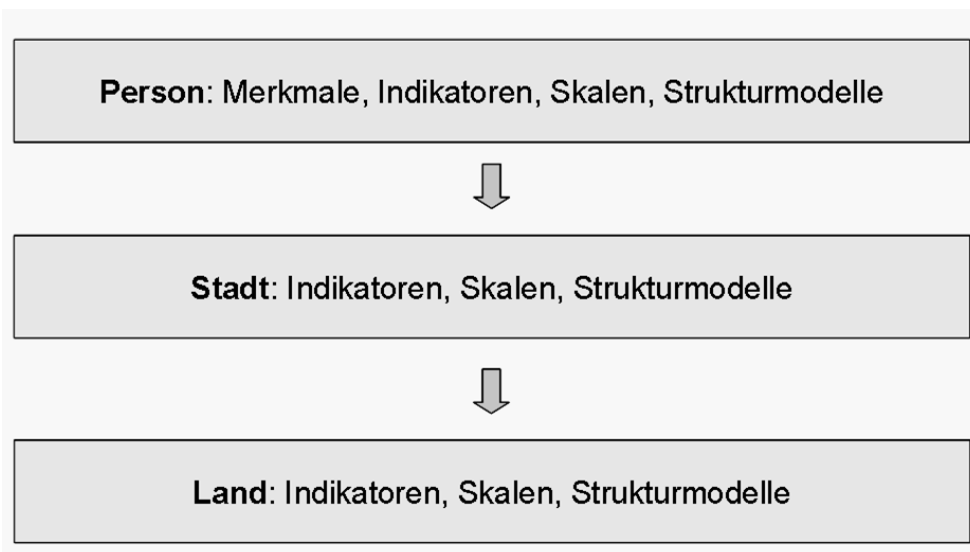 Person: Merkmale, Indikatoren, Skalen, Strukturmodelle
Stadt: Indikatoren, Skalen, Strukturmodelle
Land: Indikatoren, Skalen, Strukturmodelle